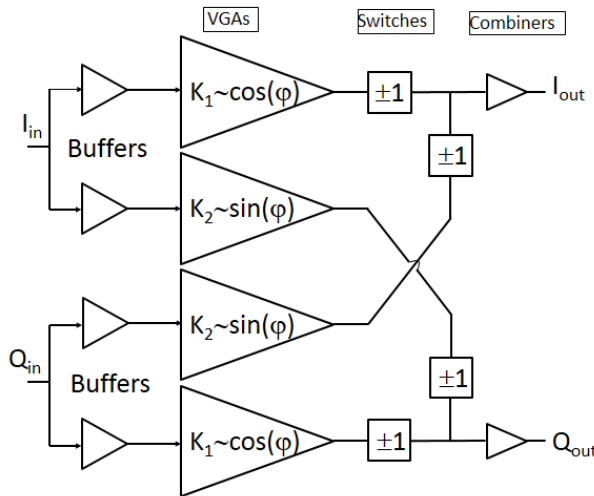 VGAs
Switches
Combiners
K₁~cos(φ)
±1
I_out
I_in
Buffers
±1
K₂~sin(φ)
K₂~sin(φ)
Q_in
Buffers
±1
K₁~cos(φ)
±1
Q_out